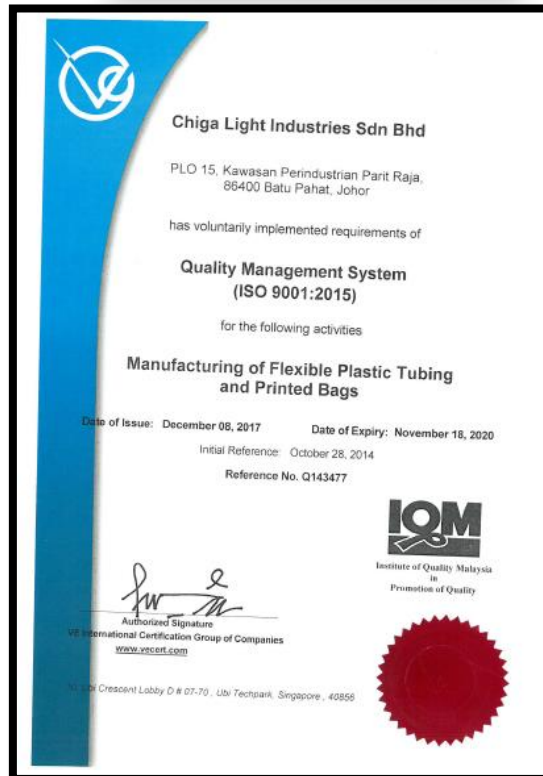 Ve
Chiga Light Industries Sdn Bhd
PLO 15, Kawasan Perindustrian Parit Raja,
86400 Batu Pahat, Johor
has voluntarily implemented requirements of
Quality Management System
(ISO 9001:2015)
for the following activities
Manufacturing of Flexible Plastic Tubing
and Printed Bags
Date of Issue: December 08, 2017 Date of Expiry: November 18, 2020
Initial Reference: October 28, 2014
Reference No. Q143477
IQM
Institute of Quality Malaysia
in
Promotion of Quality
Authorized Signature
VE International Certification Group of Companies
www.vecert.com
Ubi Crescent Lobby D # 07-70 , Ubi Techpark, Singapore , 40856